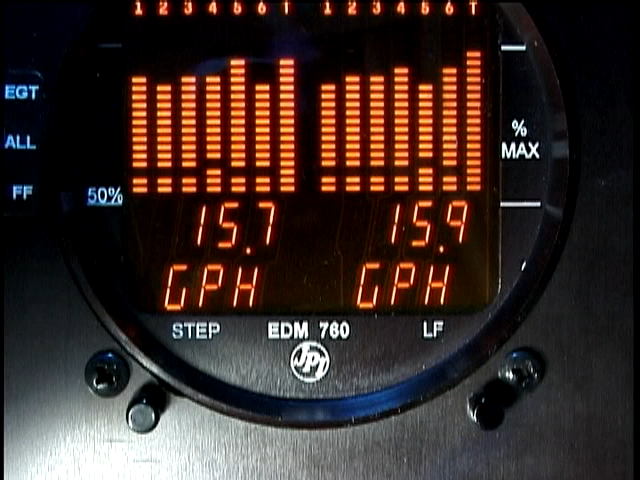 1 2 3 4 5 6 T 1 2 3 4 5 6 T
EGT
ALL
% MAX
FF
50%
15.7 15.9
GPH GPH
STEP EDM 760 LF
JPI